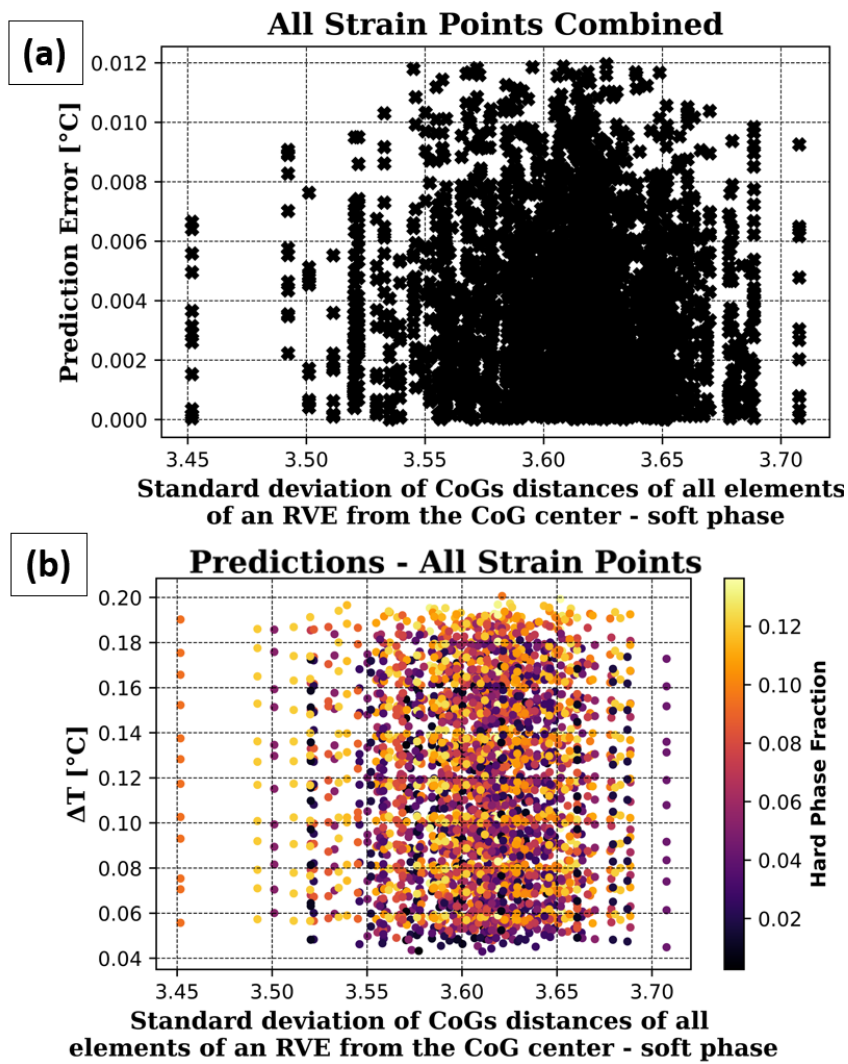 (a)
All Strain Points Combined
Prediction Error [°C]
0.012
0.010
0.008
0.006
0.004
0.002
0.000
3.45 3.50 3.55 3.60 3.65 3.70
Standard deviation of CoGs distances of all elements
of an RVE from the CoG center - soft phase
(b)
Predictions - All Strain Points
ΔT [°C]
0.20
0.18
0.16
0.14
0.12
0.10
0.08
0.06
0.04
3.45 3.50 3.55 3.60 3.65 3.70
Standard deviation of CoGs distances of all
elements of an RVE from the CoG center - soft phase
0.12
0.10
0.08
0.06
0.04
0.02
Hard Phase Fraction